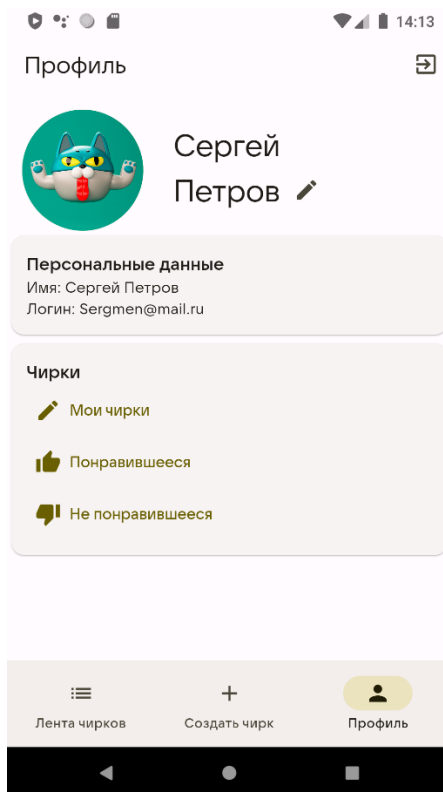 14:13
Профиль
Сергей
Петров
Персональные данные
Имя: Сергей Петров
Логин: Sergmen@mail.ru
Чирки
Мои чирки
Понравившееся
Не понравившееся
Лента чирков
Создать чирк
Профиль